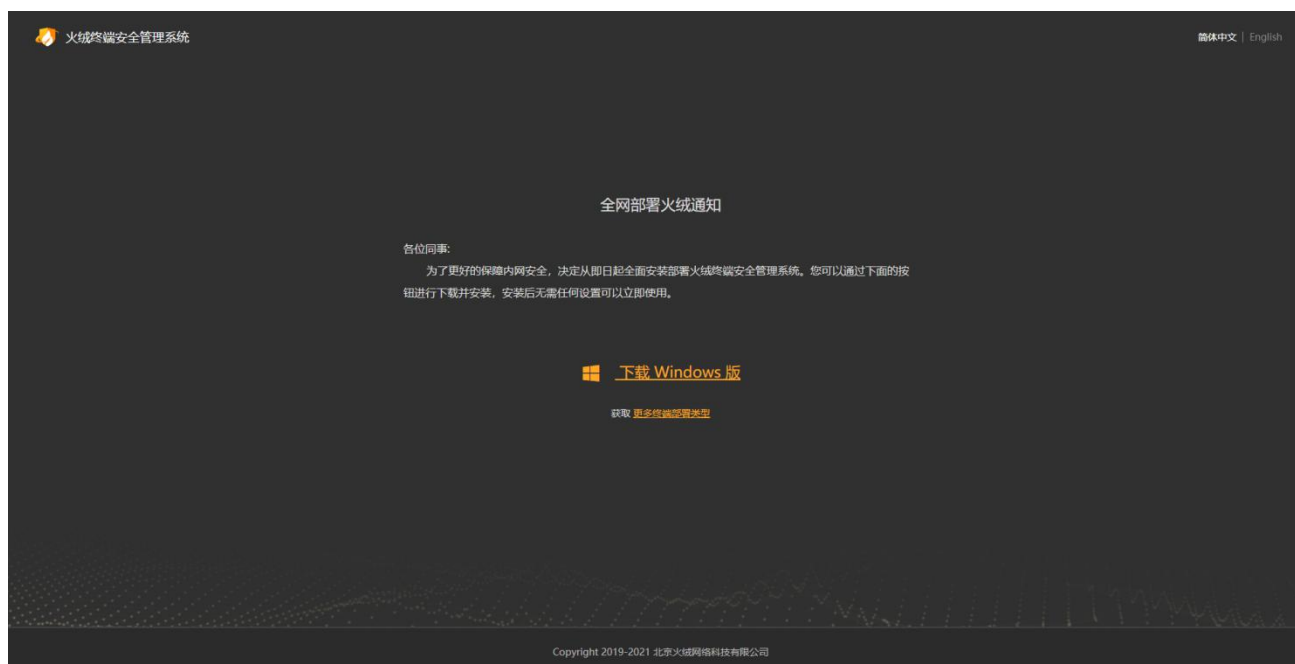 火绒终端安全管理系统
简体中文 | English
全网部署火绒通知
各位同事:
为了更好的保障内网安全，决定从即日起全面安装部署火绒终端安全管理系统。您可以通过下面的按
钮进行下载并安装，安装后无需任何设置可以立即使用。
下载 Windows 版
获取 更多终端部署类型
Copyright 2019-2021 北京火绒网络科技有限公司